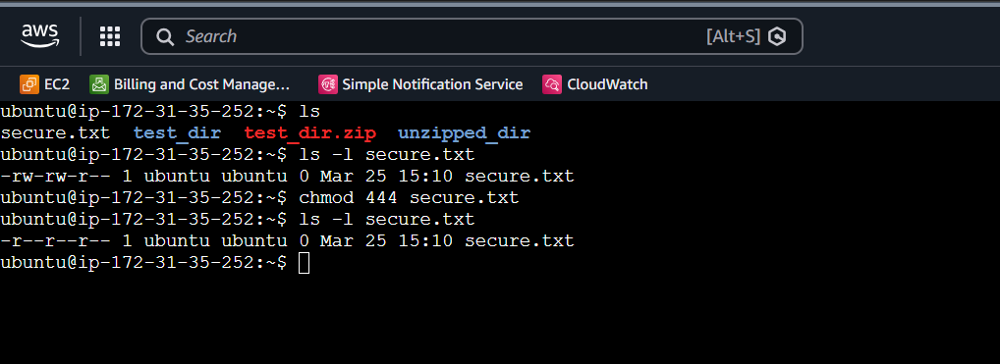 aws Search [Alt+S]
EC2 Billing and Cost Manage... Simple Notification Service CloudWatch
ubuntu@ip-172-31-35-252:~$ ls
secure.txt  test_dir  test_dir.zip  unzipped_dir
ubuntu@ip-172-31-35-252:~$ ls -l secure.txt
-rw-rw-r-- 1 ubuntu ubuntu 0 Mar 25 15:10 secure.txt
ubuntu@ip-172-31-35-252:~$ chmod 444 secure.txt
ubuntu@ip-172-31-35-252:~$ ls -l secure.txt
-r--r--r-- 1 ubuntu ubuntu 0 Mar 25 15:10 secure.txt
ubuntu@ip-172-31-35-252:~$